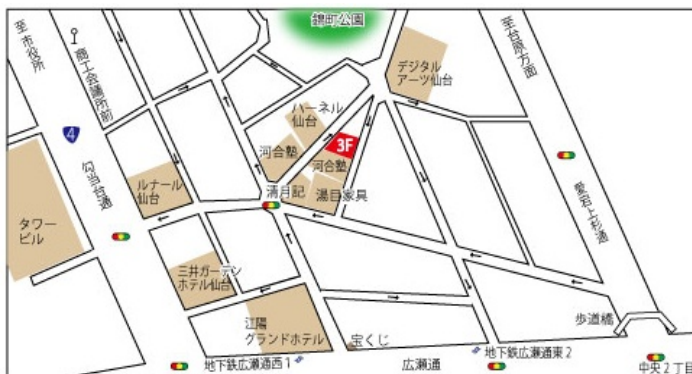 錦町公園
至市役所
商工会議所前
至台原方面
デジタル
アーツ仙台
ハーネル
仙台
4
3F
河合塾
河合塾
勾当台通
ルナール
仙台
清月記
湯目家具
愛宕上杉通
タワー
ビル
三井ガーデン
ホテル仙台
江陽
グランドホテル
宝くじ
歩道橋
地下鉄広瀬通西1
広瀬通
地下鉄広瀬通東2
中央2丁目